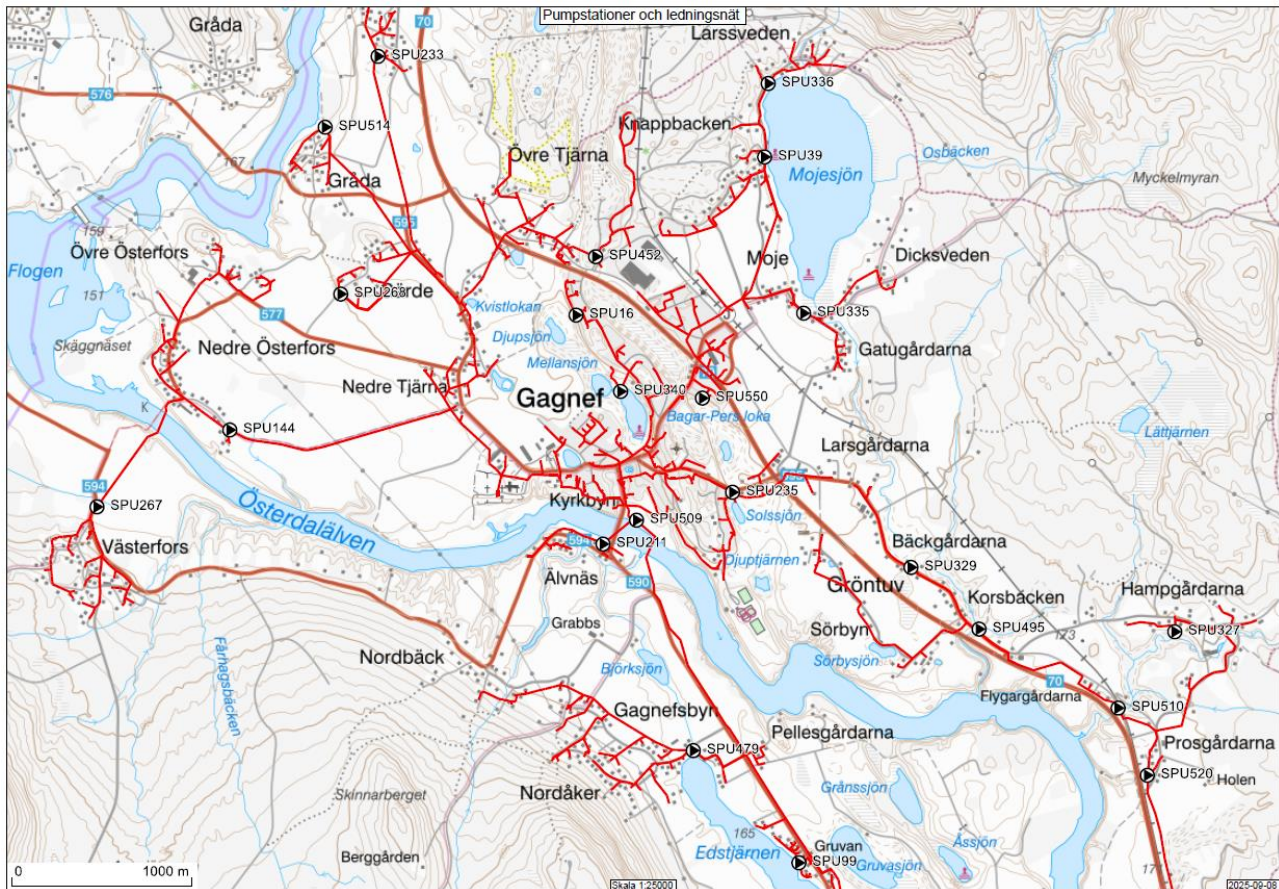 Pumpstationer och ledningsnät
Gråda
70
SPU233
Larssveden
SPU336
576
SPU514
Knappbacken
Övre Tjärna
SPU39
Mojesjön
Osbäcken
Myckelmyran
167
Gråda
159
595
Övre Österfors
Flogen
SPU452
Moje
Dicksveden
151
SPU268
Kvistlokan
SPU16
SPU335
577
Skäggnäset
Djupsjön
Nedre Österfors
Mellansjön
Gatugårdarna
Nedre Tjärna
Gagnef
SPU340
SPU550
K
Bagar-Pers loka
Lättjärnen
SPU144
Larsgårdarna
594
SPU267
SPU235
Österdalälven
Kyrkbyn
SPU509
Solssjön
Västerfors
SPU211
Bäckgårdarna
Djuptjärnen
SPU329
Älvnäs
590
Gröntuv
Korsbäcken
Hampgårdarna
Grabbs
Sörbyn
SPU495
173
SPU327
Fårhagsbäcken
Nordbäck
Björksjön
Sörbysjön
70
Flygargårdarna
SPU510
Gagnefsbyn
Pellesgårdarna
Prosgårdarna
SPU479
SPU520
Holen
Skinnarberget
Nordåker
Grånssjön
165
Gruvan
Åssjön
Berggården
Edstjärnen
SPU99
Gruvasjön
0
1000 m
Skala 1:25000